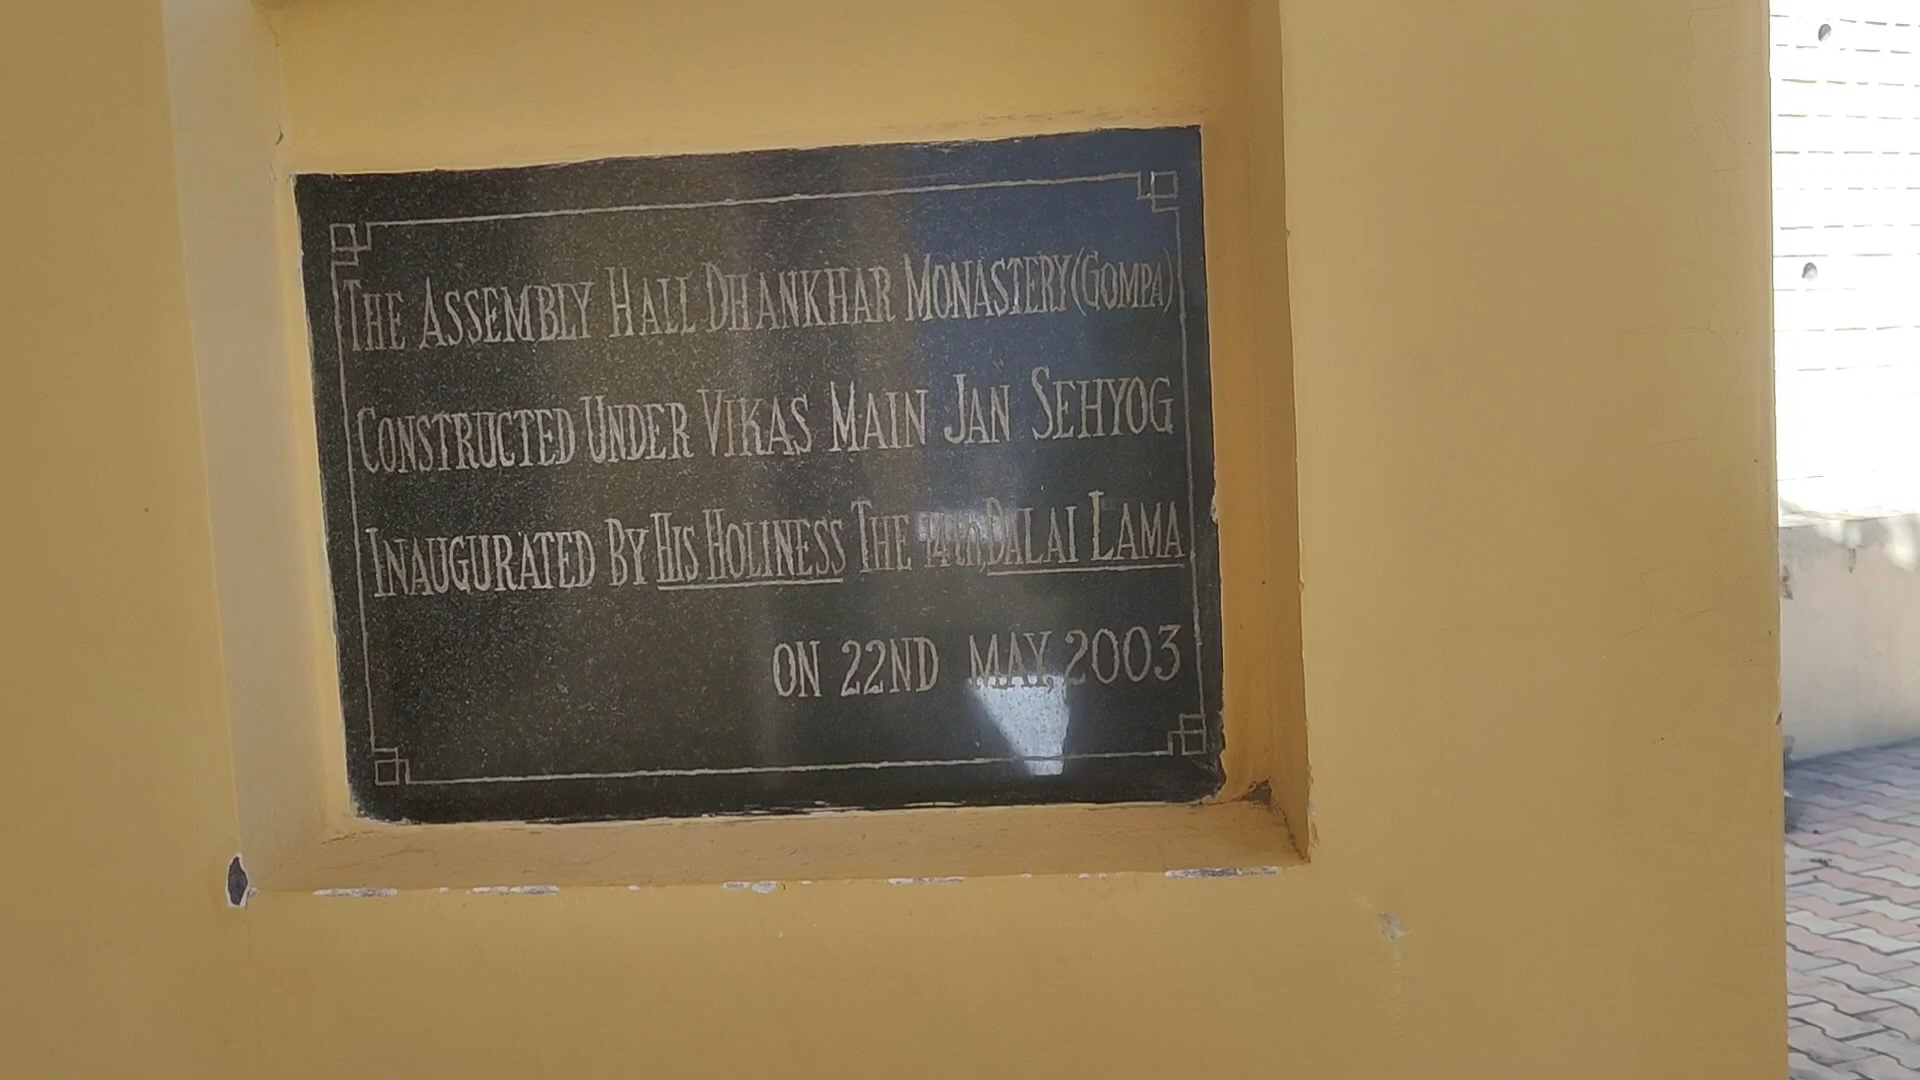 THE ASSEMBLY HALL DHANKHAR MONASTERY (GOMPA)
CONSTRUCTED UNDER VIKAS MAIN JAN SEHYOG
INAUGURATED BY HIS HOLINESS THE 14th, DALAI LAMA
ON 22ND MAY, 2003